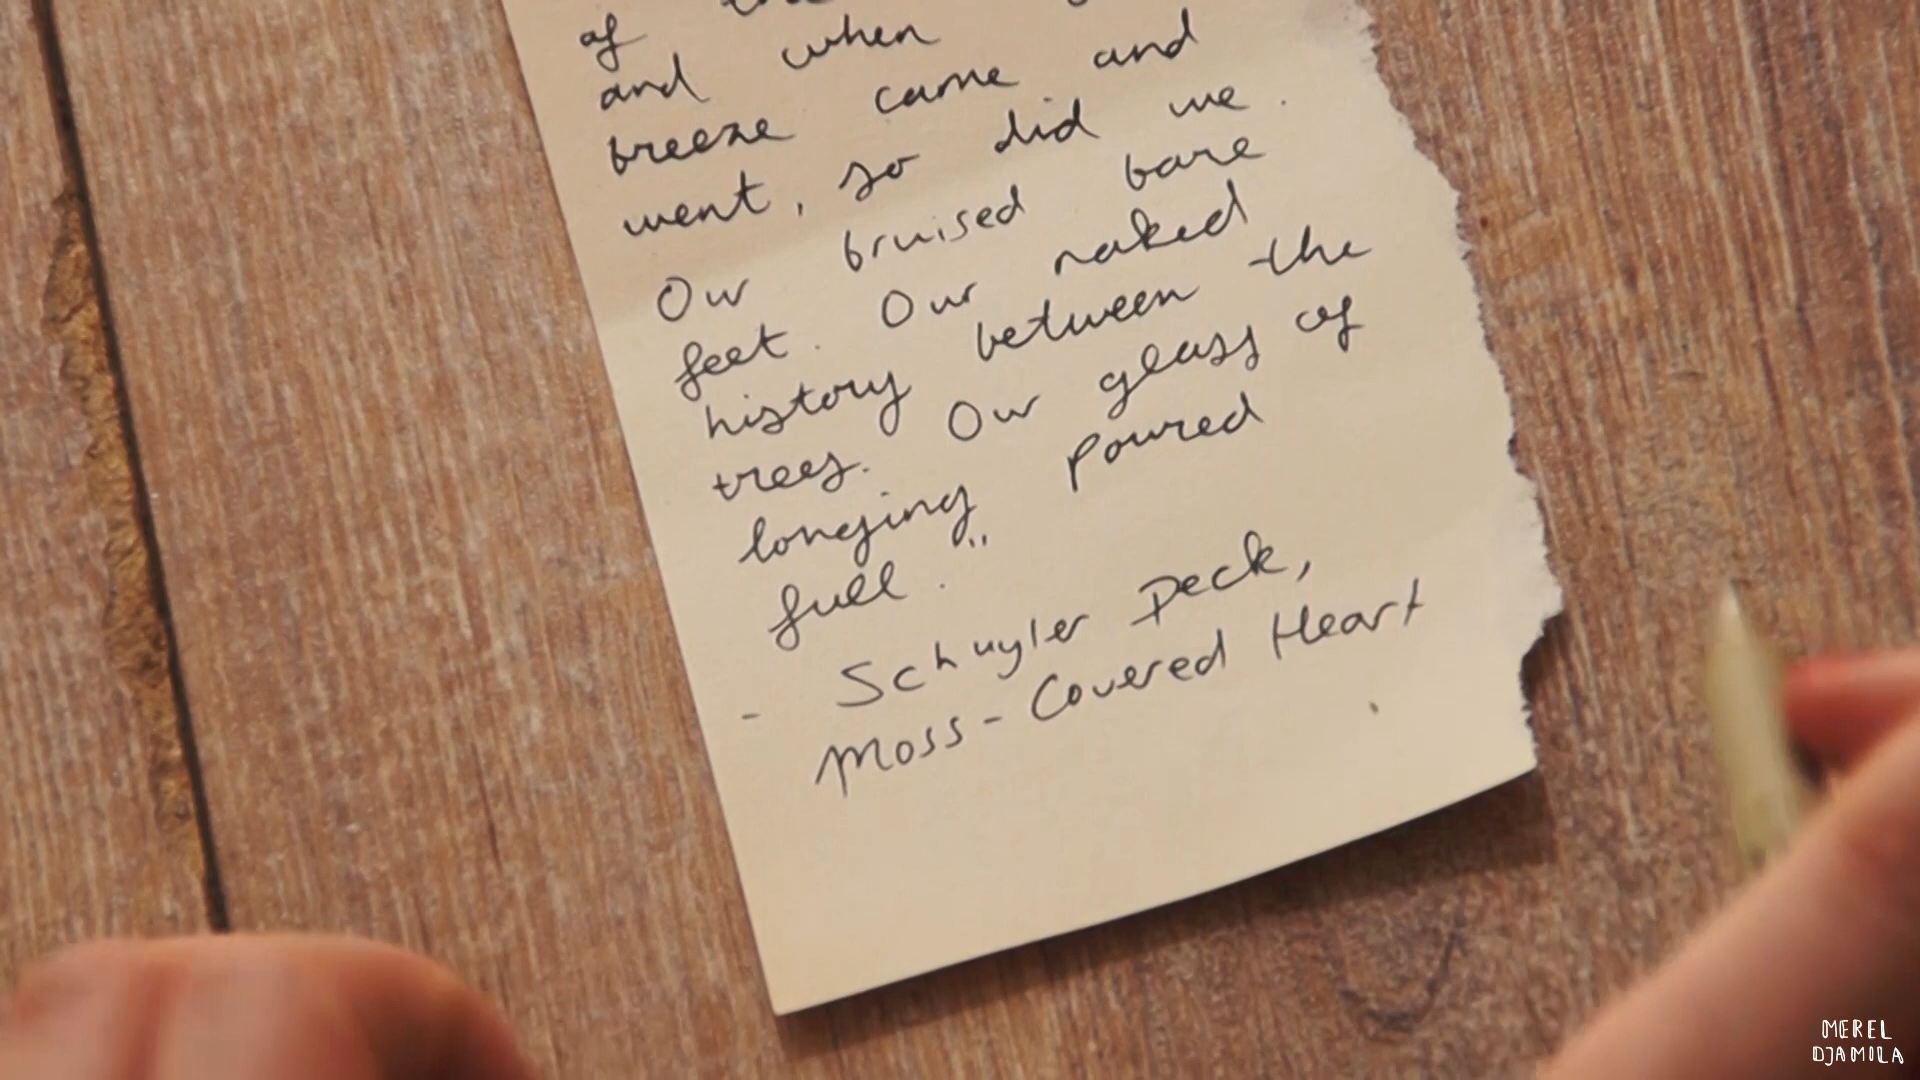 of
and when
breeze came and
went, so did we.
Our bruised bare
feet. Our naked
history between the
trees. Our glass of
longing poured
full."
- Schuyler Peck,
Moss-Covered Heart
MEREL
DJAMILA